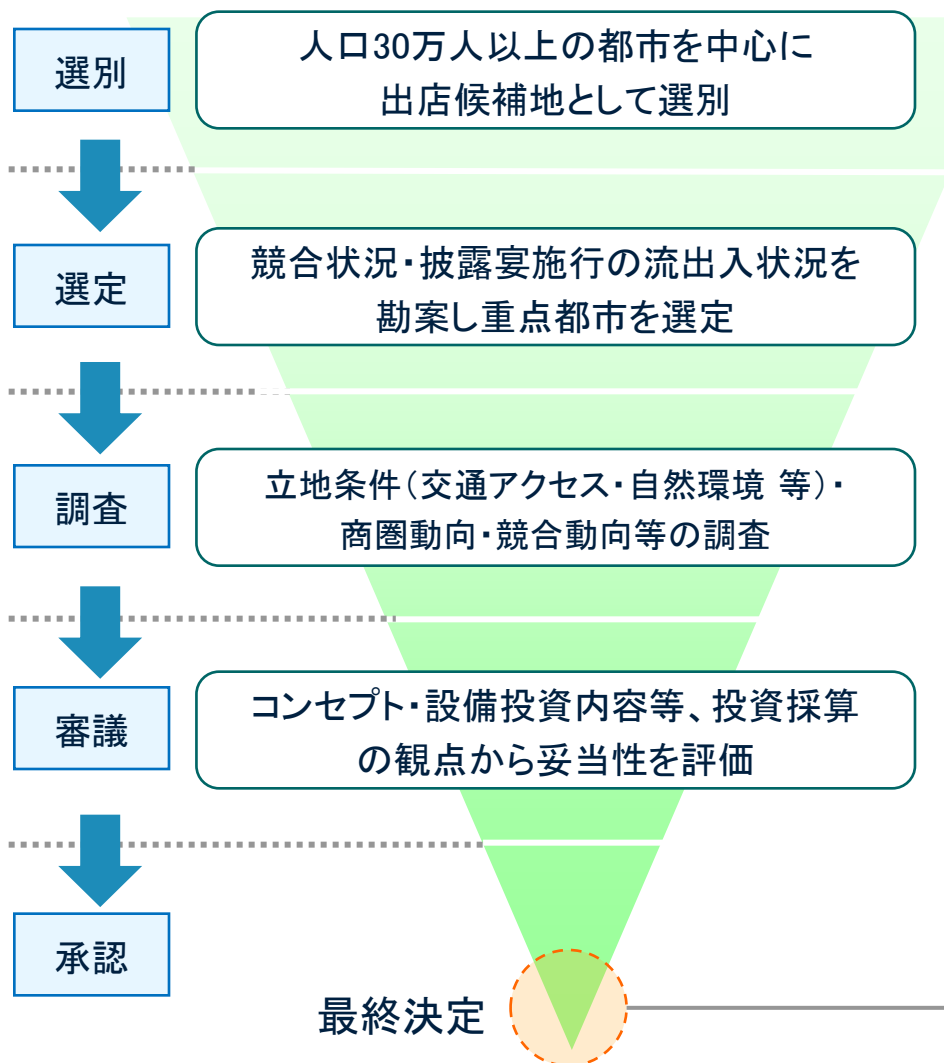 選別
人口30万人以上の都市を中心に
出店候補地として選別
選定
競合状況・披露宴施行の流出入状況を
勘案し重点都市を選定
調査
立地条件（交通アクセス・自然環境 等）・
商圏動向・競合動向等の調査
審議
コンセプト・設備投資内容等、投資採算
の観点から妥当性を評価
承認
最終決定